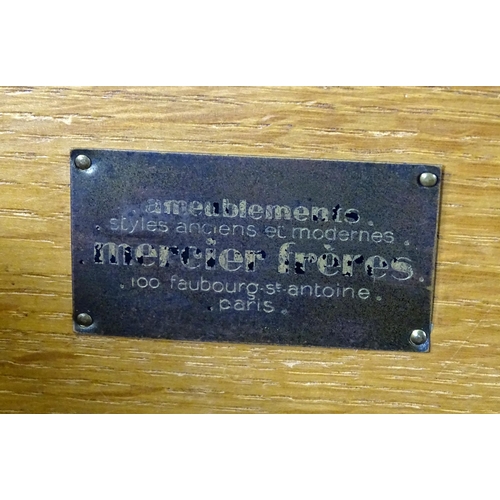 ameublements.
styles anciens et modernes.
mercier frères.
100 faubourg-st-antoine.
paris.